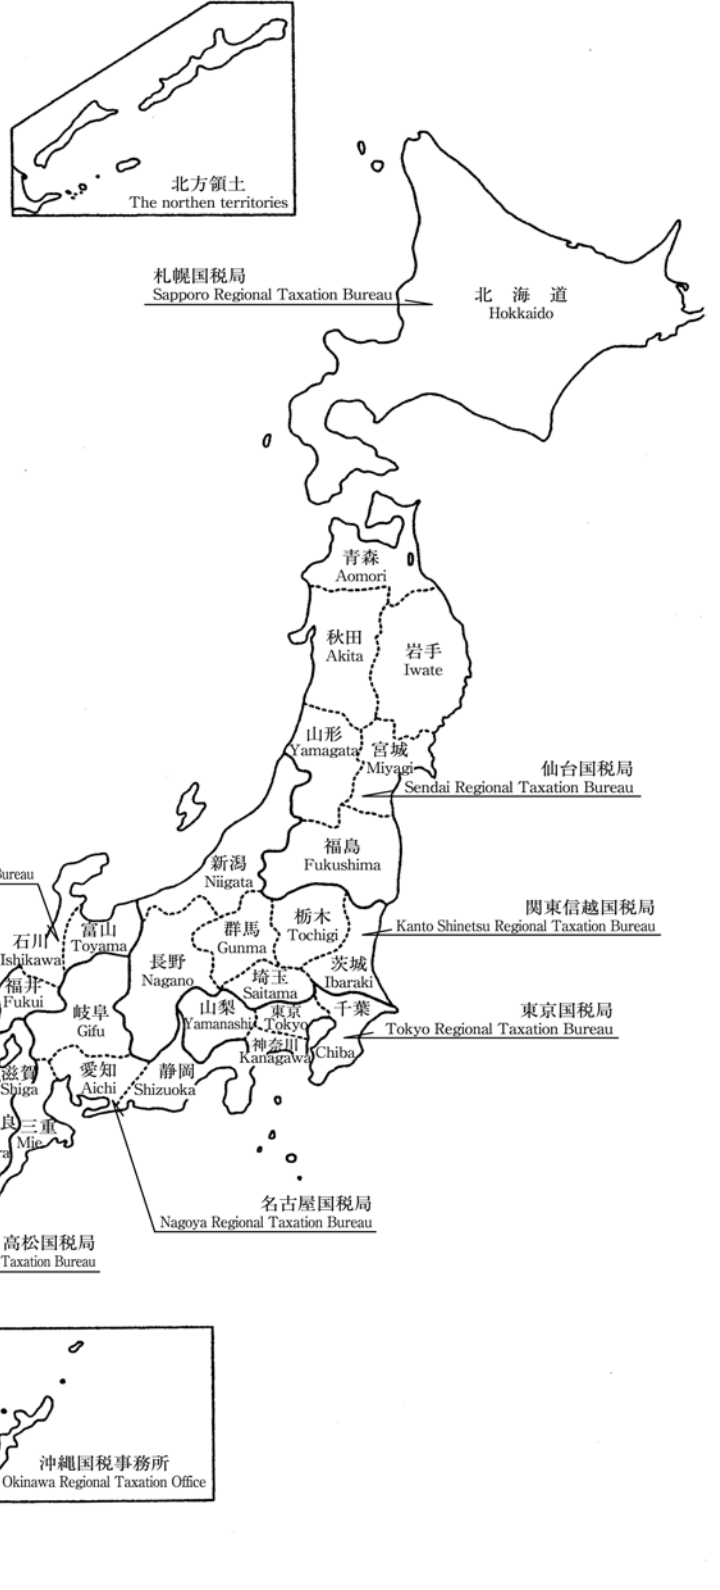 北方領土
The northen territories
札幌国税局
Sapporo Regional Taxation Bureau
北 海 道
Hokkaido
青森
Aomori
秋田
Akita
岩手
Iwate
山形
Yamagata
宮城
Miyagi
仙台国税局
Sendai Regional Taxation Bureau
福島
Fukushima
新潟
Niigata
Bureau
関東信越国税局
Kanto Shinetsu Regional Taxation Bureau
栃木
Tochigi
群馬
Gunma
富山
Toyama
石川
Ishikawa
長野
Nagano
茨城
Ibaraki
埼玉
Saitama
福井
Fukui
岐阜
Gifu
山梨
Yamanashi
東京
Tokyo
千葉
Chiba
東京国税局
Tokyo Regional Taxation Bureau
神奈川
Kanagawa
滋賀
Shiga
愛知
Aichi
静岡
Shizuoka
良
ra
三重
Mie
名古屋国税局
Nagoya Regional Taxation Bureau
高松国税局
Taxation Bureau
沖縄国税事務所
Okinawa Regional Taxation Office